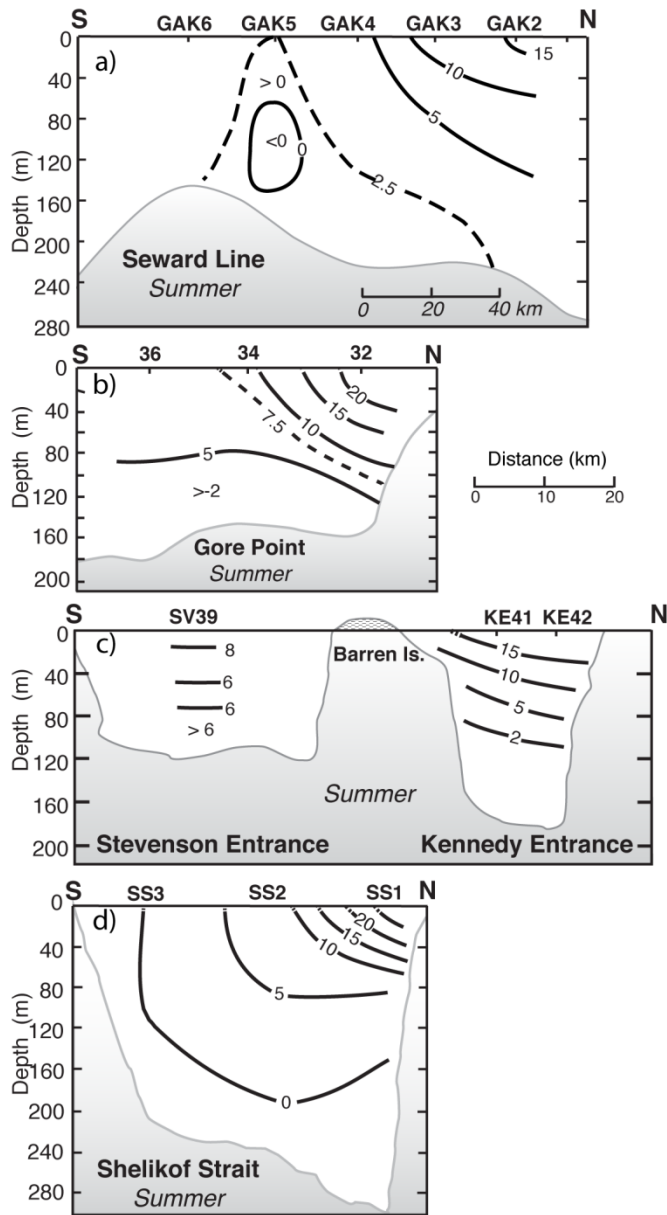 S GAK6 GAK5 GAK4 GAK3 GAK2 N
a)
0
40
80
120
160
200
240
280
Depth (m)
> 0
<0
0
2.5
5
10
15
Seward Line
Summer
0 20 40 km
S 36 34 32 N
b)
0
40
80
120
160
200
Depth (m)
20
15
10
7.5
5
>-2
Gore Point
Summer
Distance (km)
0 10 20
S SV39 KE41 KE42 N
c)
0
40
80
120
160
200
Depth (m)
8
6
6
> 6
Barren Is.
15
10
5
2
Summer
Stevenson Entrance Kennedy Entrance
S SS3 SS2 SS1 N
d)
0
40
80
120
160
200
240
280
Depth (m)
20
15
10
5
0
Shelikof Strait
Summer